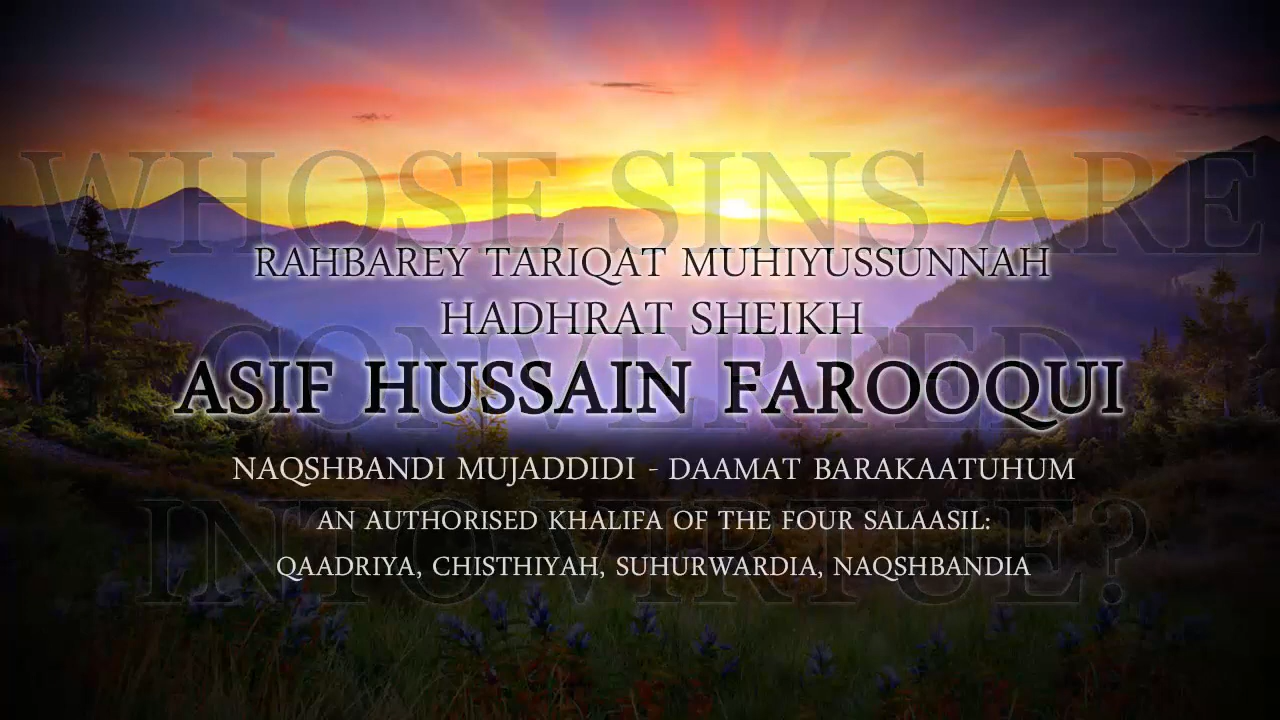 WHOSE SINS ARE
RAHBAREY TARIQAT MUHIYUSSUNNAH
HADHRAT SHEIKH
CONVERTED
ASIF HUSSAIN FAROOQUI
NAQSHBANDI MUJADDIDI - DAAMAT BARAKAATUHUM
INTO VIRTUE?
AN AUTHORISED KHALIFA OF THE FOUR SALAASIL:
QAADRIYA, CHISTHIYAH, SUHURWARDIA, NAQSHBANDIA